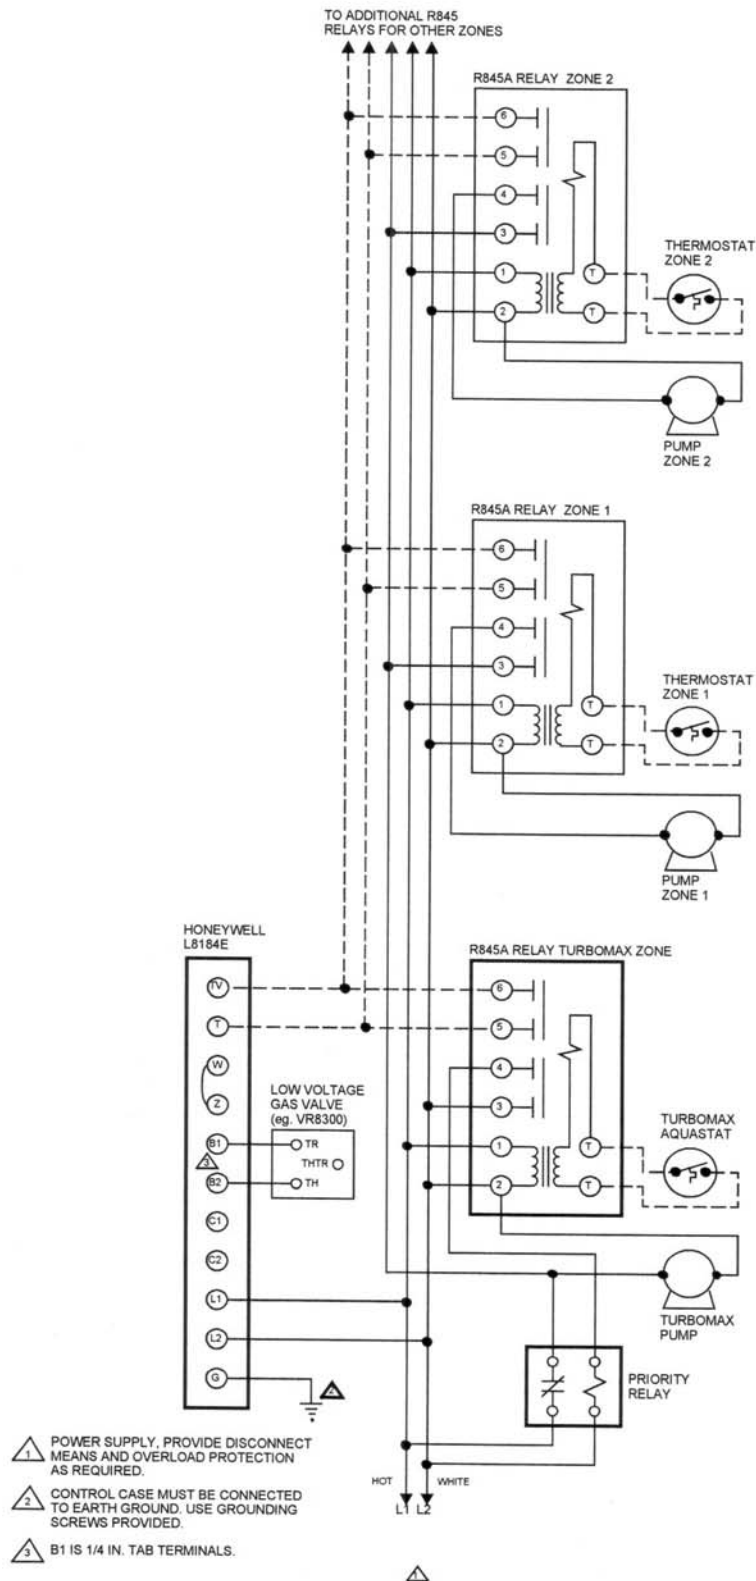 TO ADDITIONAL R845
RELAYS FOR OTHER ZONES
R845A RELAY ZONE 2
6
5
4
3
1
2
T
T
THERMOSTAT
ZONE 2
PUMP
ZONE 2
R845A RELAY ZONE 1
6
5
4
3
1
2
T
T
THERMOSTAT
ZONE 1
PUMP
ZONE 1
HONEYWELL
L8184E
TV
T
W
Z
B1
3
B2
C1
C2
L1
L2
G
2
LOW VOLTAGE
GAS VALVE
(eg. VR8300)
TR
THTR
TH
R845A RELAY TURBOMAX ZONE
6
5
4
3
1
2
T
T
TURBOMAX
AQUASTAT
TURBOMAX
PUMP
PRIORITY
RELAY
HOT
WHITE
L1 L2
1
1 POWER SUPPLY, PROVIDE DISCONNECT
MEANS AND OVERLOAD PROTECTION
AS REQUIRED.
2 CONTROL CASE MUST BE CONNECTED
TO EARTH GROUND. USE GROUNDING
SCREWS PROVIDED.
3 B1 IS 1/4 IN. TAB TERMINALS.